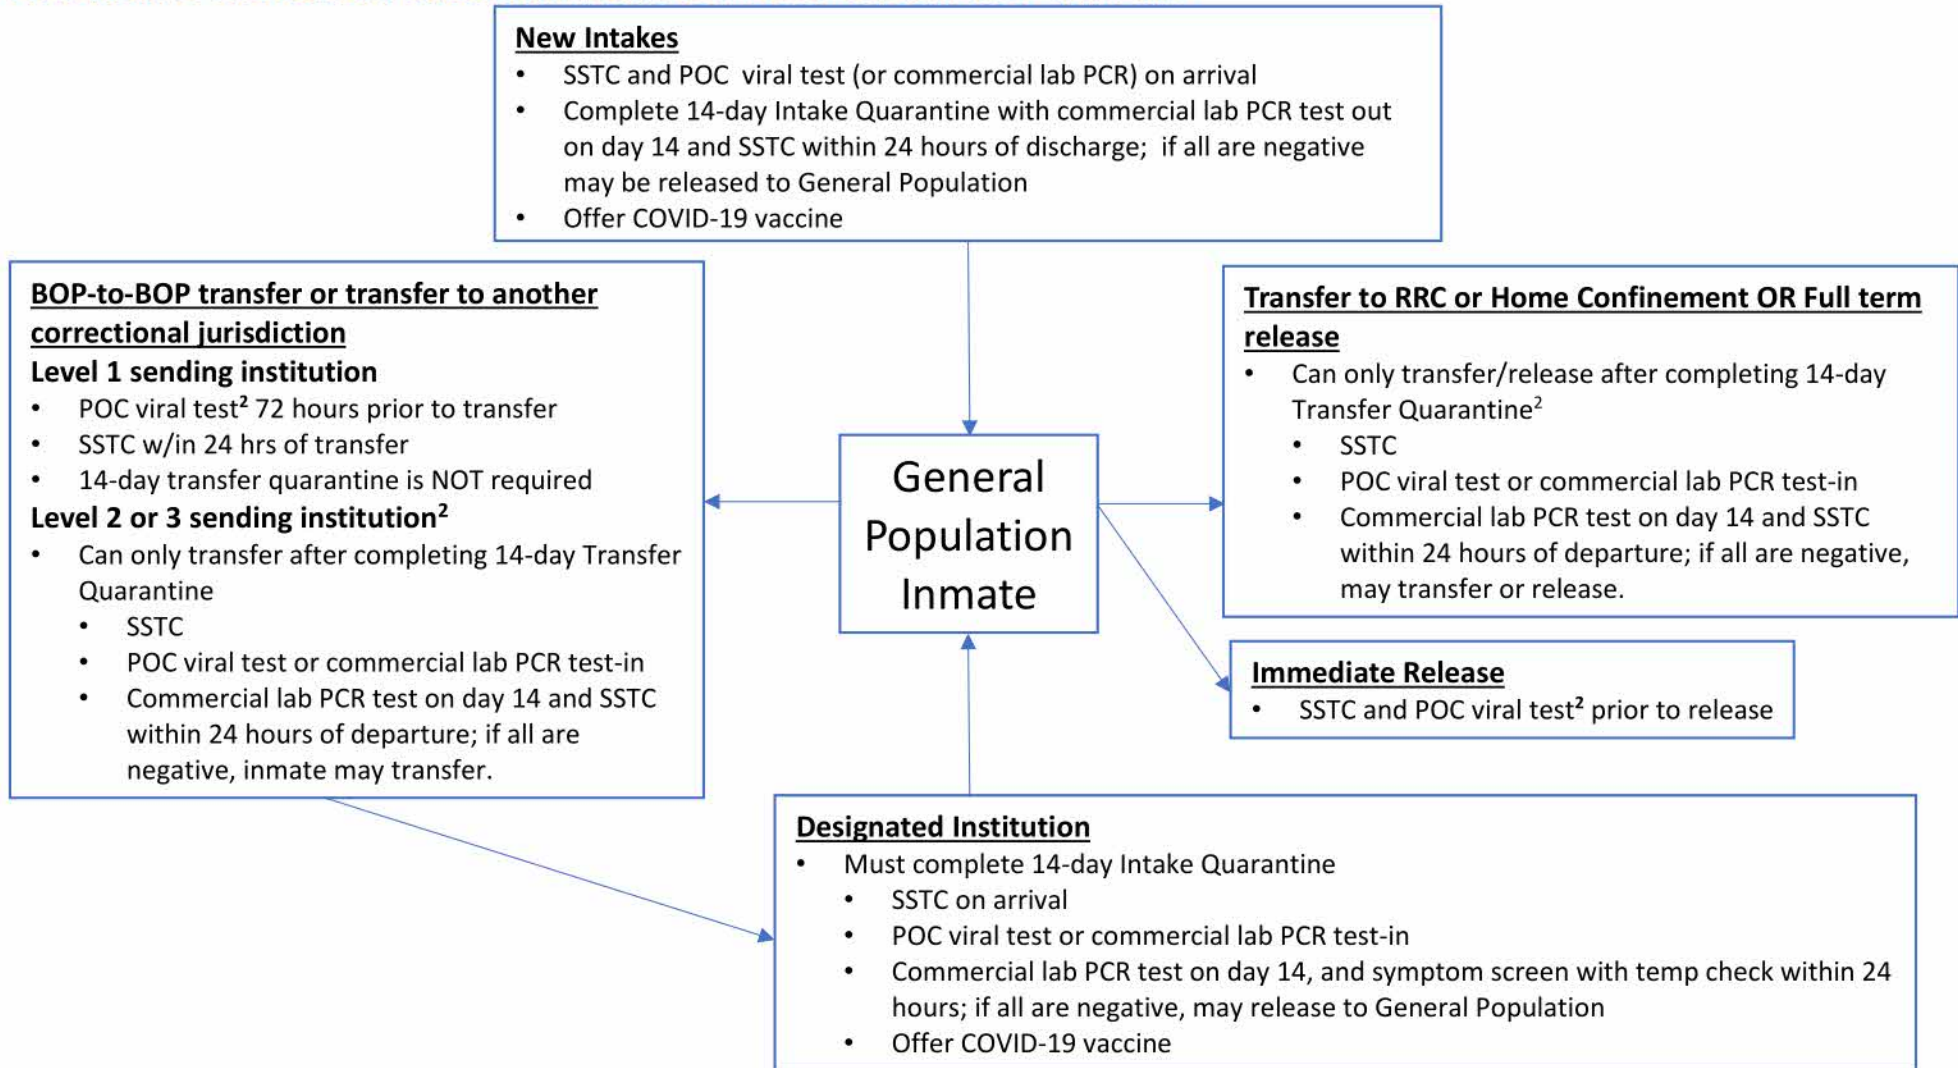 New Intakes
• SSTC and POC viral test (or commercial lab PCR) on arrival
• Complete 14-day Intake Quarantine with commercial lab PCR test out
on day 14 and SSTC within 24 hours of discharge; if all are negative
may be released to General Population
• Offer COVID-19 vaccine
BOP-to-BOP transfer or transfer to another
correctional jurisdiction
Level 1 sending institution
• POC viral test² 72 hours prior to transfer
• SSTC w/in 24 hrs of transfer
• 14-day transfer quarantine is NOT required
Level 2 or 3 sending institution²
• Can only transfer after completing 14-day Transfer
Quarantine
• SSTC
• POC viral test or commercial lab PCR test-in
• Commercial lab PCR test on day 14 and SSTC
within 24 hours of departure; if all are
negative, inmate may transfer.
General
Population
Inmate
Transfer to RRC or Home Confinement OR Full term
release
• Can only transfer/release after completing 14-day
Transfer Quarantine²
• SSTC
• POC viral test or commercial lab PCR test-in
• Commercial lab PCR test on day 14 and SSTC
within 24 hours of departure; if all are negative,
may transfer or release.
Immediate Release
• SSTC and POC viral test² prior to release
Designated Institution
• Must complete 14-day Intake Quarantine
• SSTC on arrival
• POC viral test or commercial lab PCR test-in
• Commercial lab PCR test on day 14, and symptom screen with temp check within 24
hours; if all are negative, may release to General Population
• Offer COVID-19 vaccine